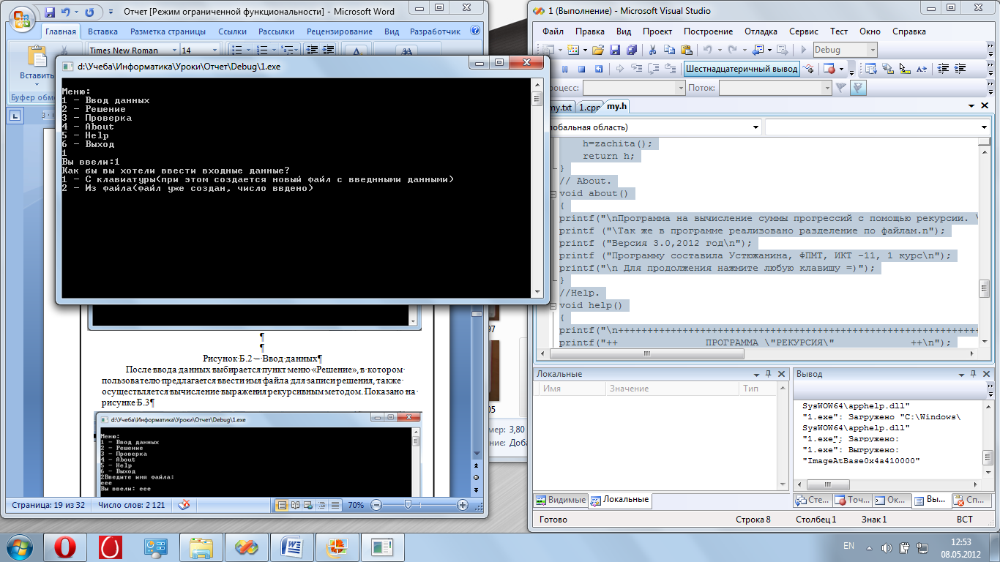 Отчет [Режим ограниченной функциональности] - Microsoft Word
Главная Вставка Разметка страницы Ссылки Рассылки Рецензирование Вид Разработчик
Вставить
Times New Roman 14
Буфер обм
d:\Учеба\Информатика\Уроки\Отчет\Debug\1.exe
Меню:
1 - Ввод данных
2 - Решение
3 - Проверка
4 - About
5 - Help
6 - Выход
1
Вы ввели:1
Как бы вы хотели ввести входные данные?
1 - С клавиатуры(при этом создается новый файл с введнными данными)
2 - Из файла(файл уже создан, число ввдено)
Рисунок Б.2 – Ввод данных¶
После ввода данных выбирается пункт меню «Решение», в котором
пользователю предлагается ввести имя файла для записи решения, также
осуществляется вычисление выражения рекурсивным методом. Показано на
рисунке Б.3¶
d:\Учеба\Информатика\Уроки\Отчет\Debug\1.exe
Меню:
1 - Ввод данных
2 - Решение
3 - Проверка
4 - About
5 - Help
6 - Выход
2Введите имя файла:
eee
Вы ввели: eee
Страница: 19 из 32 Число слов: 2 121 70%
97
05
мер: 3,80
ние: Доба
1 (Выполнение) - Microsoft Visual Studio
Файл Правка Вид Проект Построение Отладка Сервис Тест Окно Справка
Debug
Шестнадцатеричный вывод
роцесс: Поток:
my.txt 1.cpp my.h
лобальная область)
h=zachita();
return h;
}
// About.
void about()
{
printf("\nПрограмма на вычисление суммы прогрессий с помощью рекурсии. \
printf ("\Так же в программе реализовано разделение по файлам.n");
printf ("Версия 3.0,2012 год\n");
printf ("Программу составила Устюжанина, ФПМТ, ИКТ -11, 1 курс\n");
printf("\n Для продолжения нажмите любую клавишу =)");
}
//Help.
void help()
{
printf("\n++++++++++++++++++++++++++++++++++++++++++++++++++++++++++++++++
printf("++ ПРОГРАММА \"РЕКУРСИЯ\" ++\n");
Локальные
Имя Значение Тип
Видимые Локальные
Вывод
SysWOW64\apphelp.dll"
"1.exe": Загружено "C:\Windows\
SysWOW64\apphelp.dll"
"1.exe": Загружено:
"1.exe": Выгружено:
"ImageAtBase0x4a410000"
Сте... Точ... Ок... Вы... Сп...
Готово Строка 8 Столбец 1 Знак 1 ВСТ
EN 12:53
08.05.2012